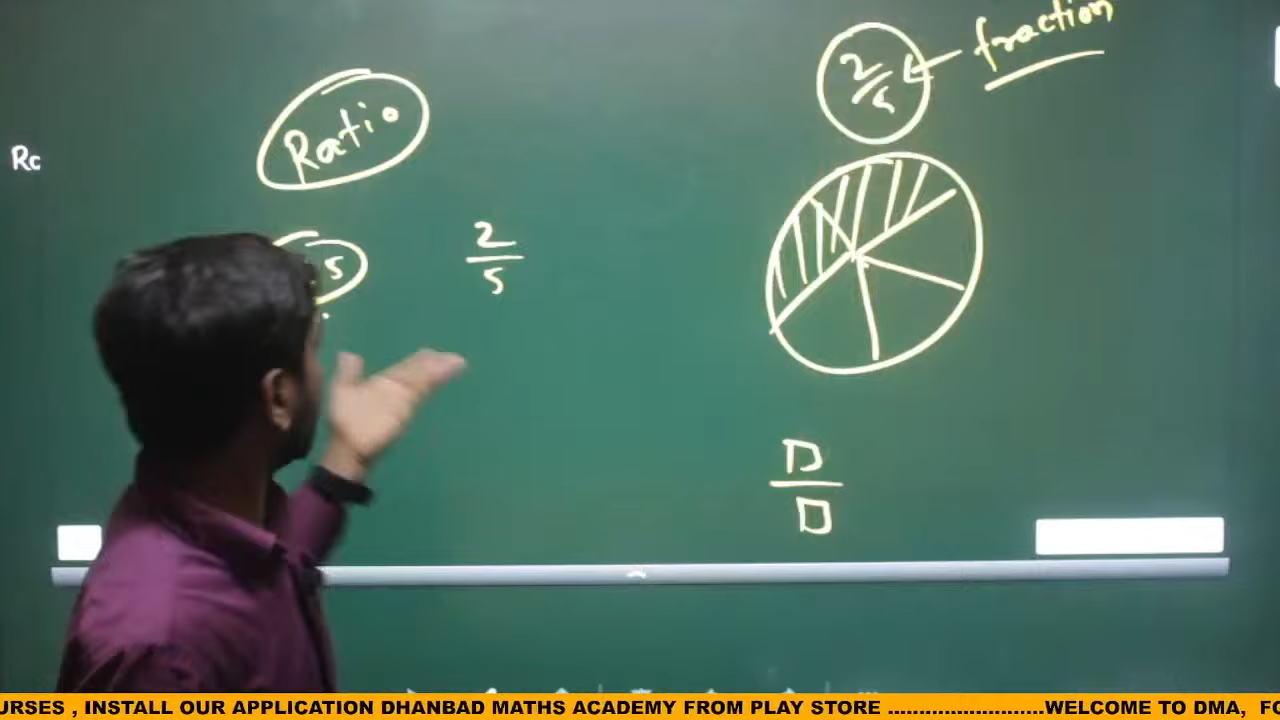 fraction
2/5
Ratio
Rc
5
2
5
URSES , INSTALL OUR APPLICATION DHANBAD MATHS ACADEMY FROM PLAY STORE ........................WELCOME TO DMA, FO